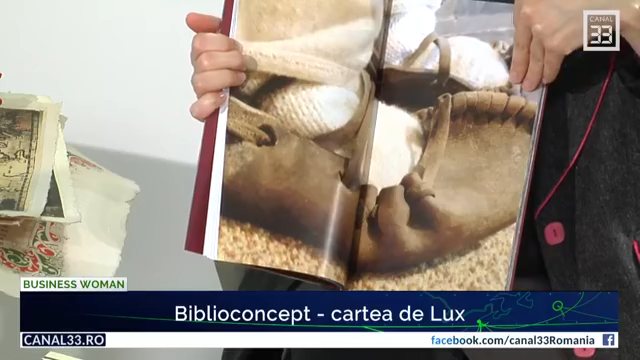 CANAL
33
BUSINESS WOMAN
Biblioconcept - cartea de Lux
CANAL33.RO
facebook.com/canal33Romania f